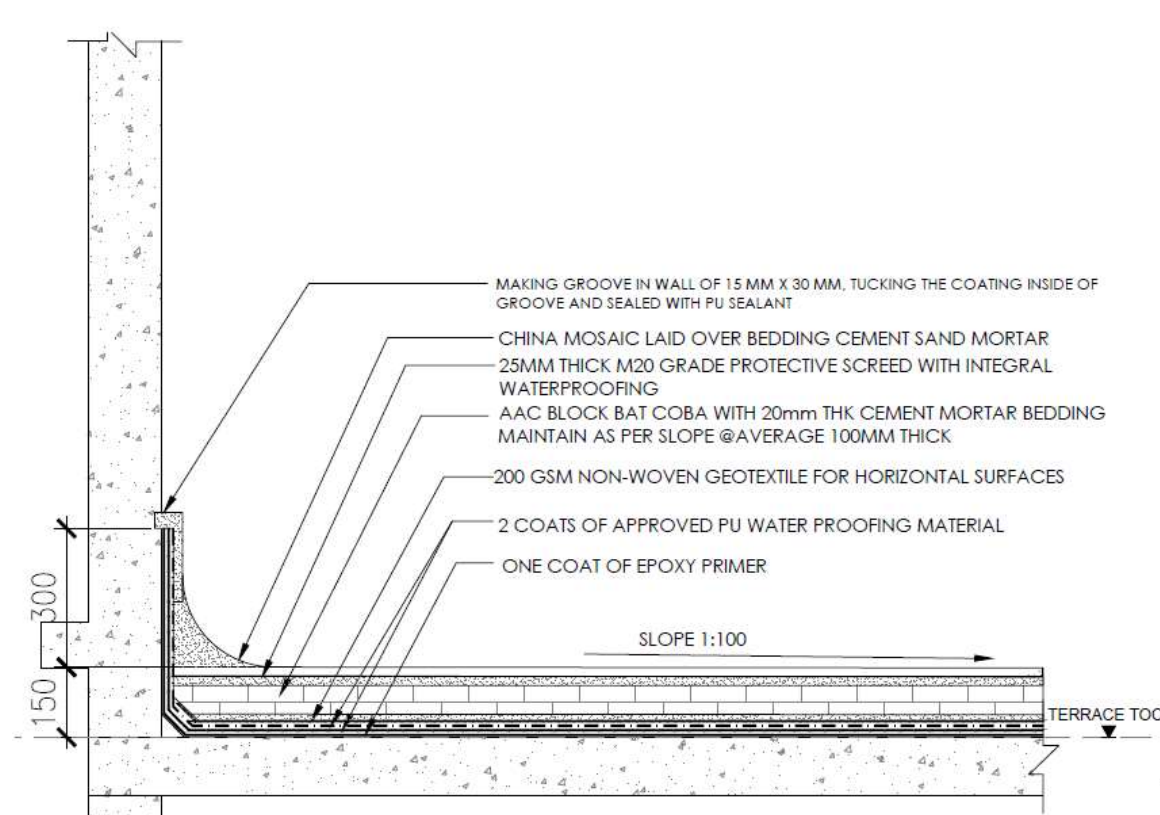 MAKING GROOVE IN WALL OF 15 MM X 30 MM, TUCKING THE COATING INSIDE OF
GROOVE AND SEALED WITH PU SEALANT
CHINA MOSAIC LAID OVER BEDDING CEMENT SAND MORTAR
25MM THICK M20 GRADE PROTECTIVE SCREED WITH INTEGRAL
WATERPROOFING
AAC BLOCK BAT COBA WITH 20mm THK CEMENT MORTAR BEDDING
MAINTAIN AS PER SLOPE @AVERAGE 100MM THICK
200 GSM NON-WOVEN GEOTEXTILE FOR HORIZONTAL SURFACES
2 COATS OF APPROVED PU WATER PROOFING MATERIAL
ONE COAT OF EPOXY PRIMER
300
SLOPE 1:100
150
TERRACE TOC